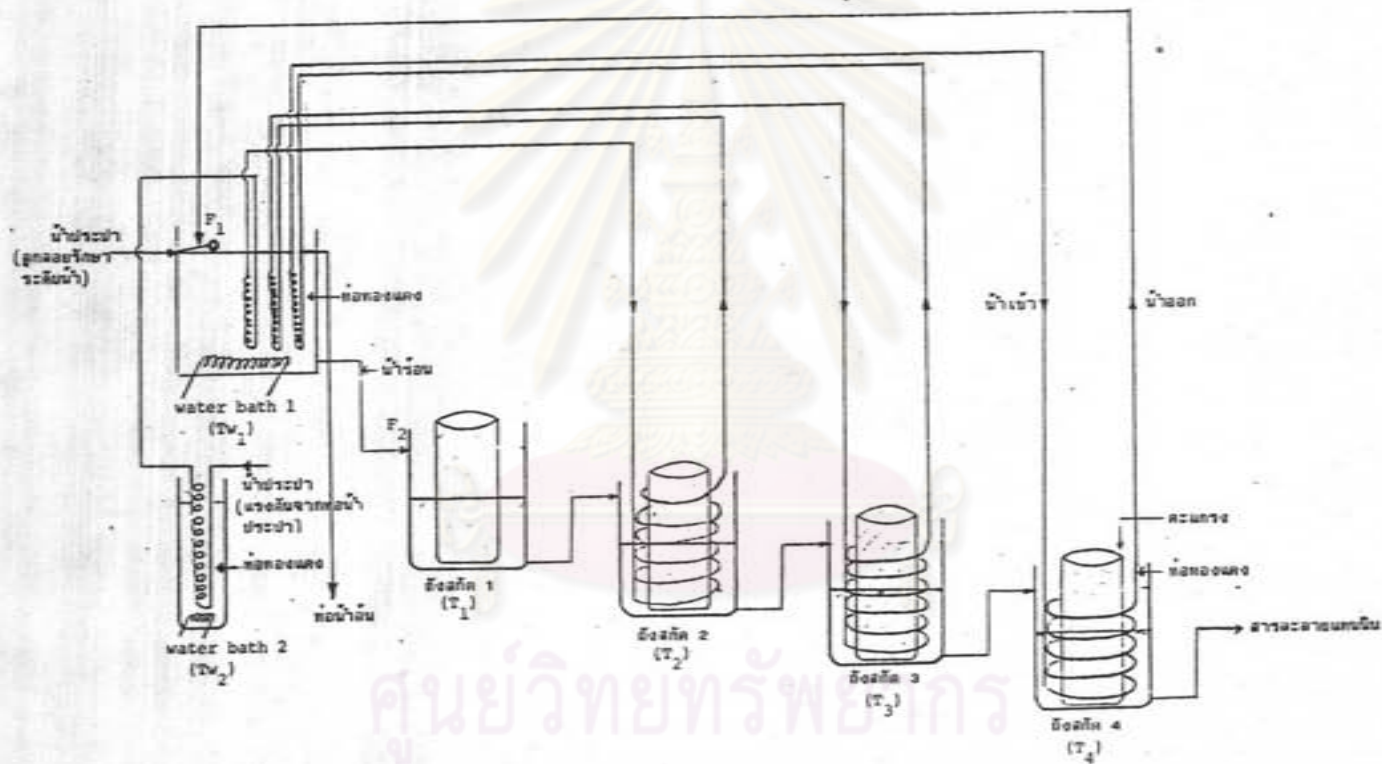 F₁
น้ำประปา
(ลูกลอยรักษา
ระดับน้ำ)
ท่อทองแดง
น้ำเข้า
น้ำออก
น้ำร้อน
water bath 1
(Tw₁)
F₂
น้ำประปา
(แรงดันจากท่อน้ำ
ประปา)
ท่อทองแดง
ตะแกรง
ท่อทองแดง
ถังสกัด 1
(T₁)
ท่อน้ำล้น
water bath 2
(Tw₂)
ถังสกัด 2
(T₂)
สารละลายแทนนิน
ถังสกัด 3
(T₃)
ถังสกัด 4
(T₄)
ศูนย์วิทยทรัพยากร